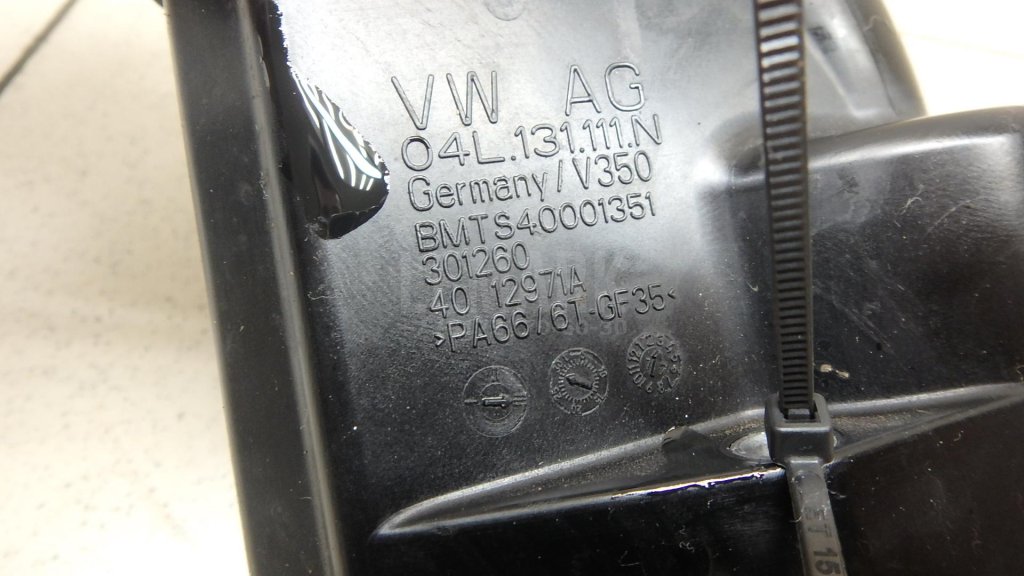 VW AG
04L.131.111.N
Germany/V350
BMTS40001351
301260
40 12971A
>PA66/6T-GF35<